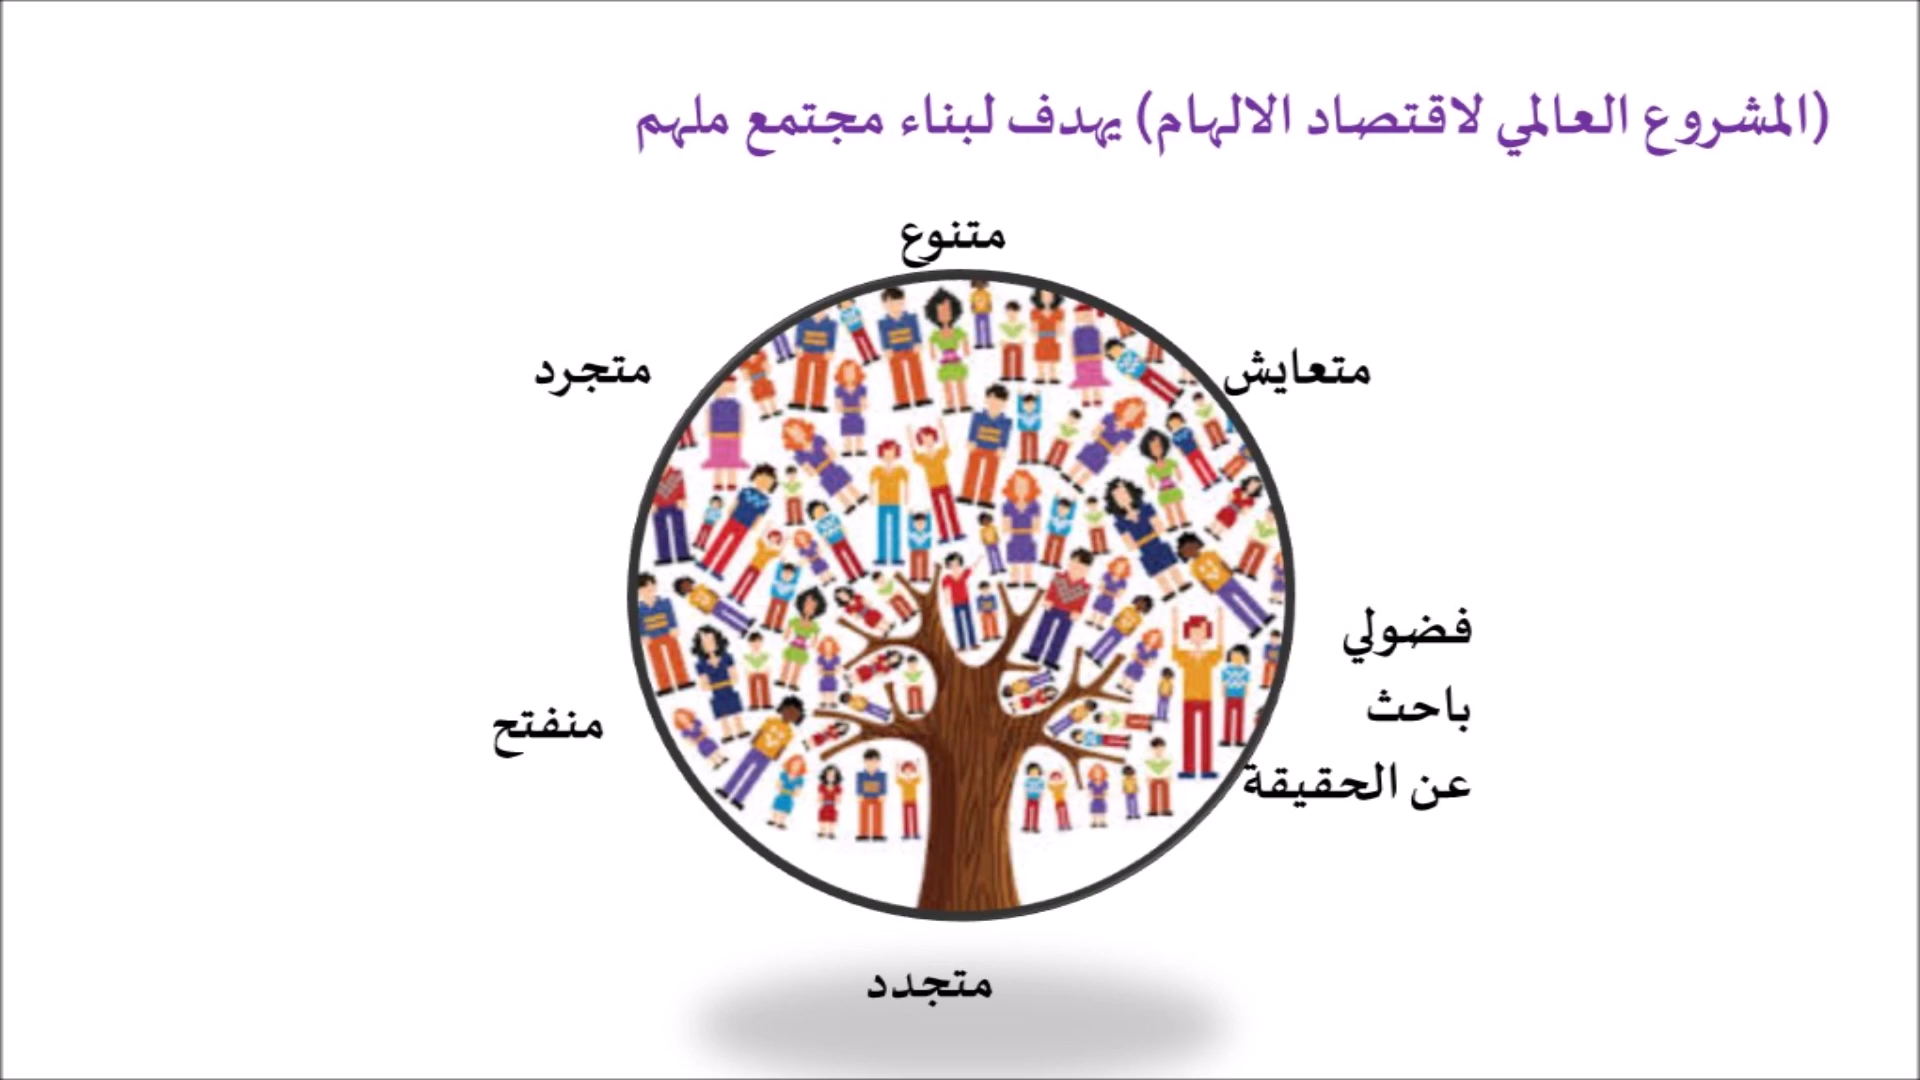 (المشروع العالمي لاقتصاد الالهام) يهدف لبناء مجتمع ملهم
متنوع
متعايش
متجرد
فضولي
باحث
عن الحقيقة
منفتح
متجدد